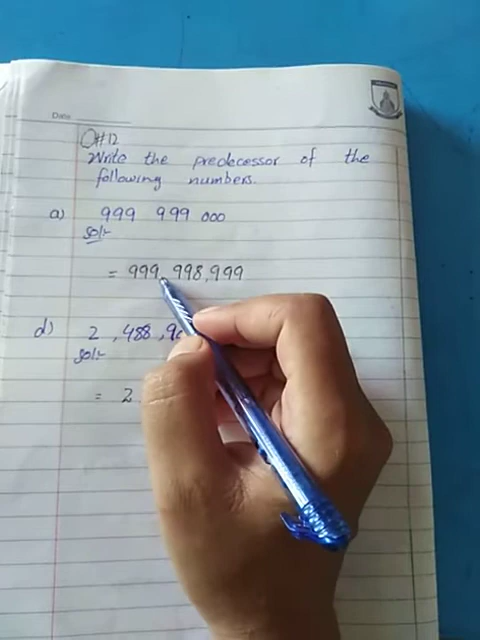 Date
Q#12
Write the predecessor of the
following numbers.
a) 999 999 000
Sol:-
= 999,998,999
d) 2,488,9
Sol:-
= 2